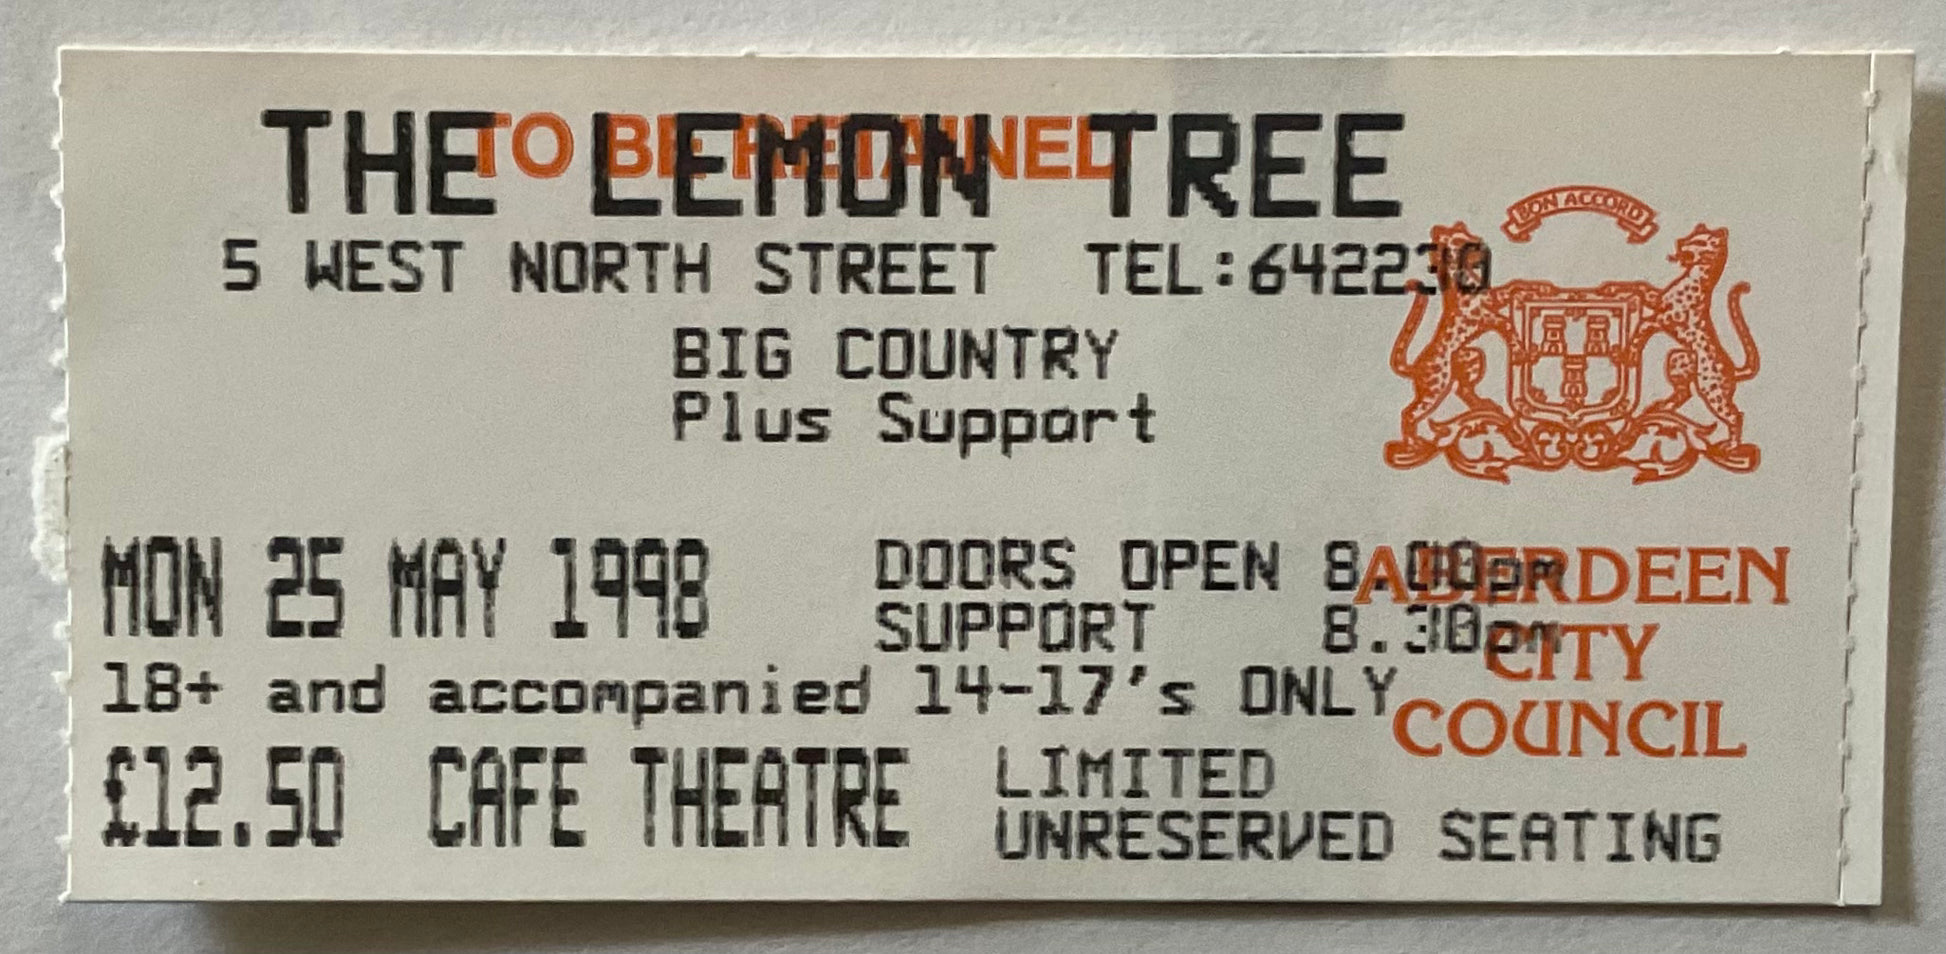 TO BE RETAINED
THE LEMON TREE
BON ACCORD
5 WEST NORTH STREET TEL:642230
BIG COUNTRY
Plus Support
MON 25 MAY 1998
DOORS OPEN 8.00pm
SUPPORT 8.30pm
ABERDEEN
CITY
COUNCIL
18+ and accompanied 14-17's ONLY
£12.50 CAFE THEATRE
LIMITED
UNRESERVED SEATING